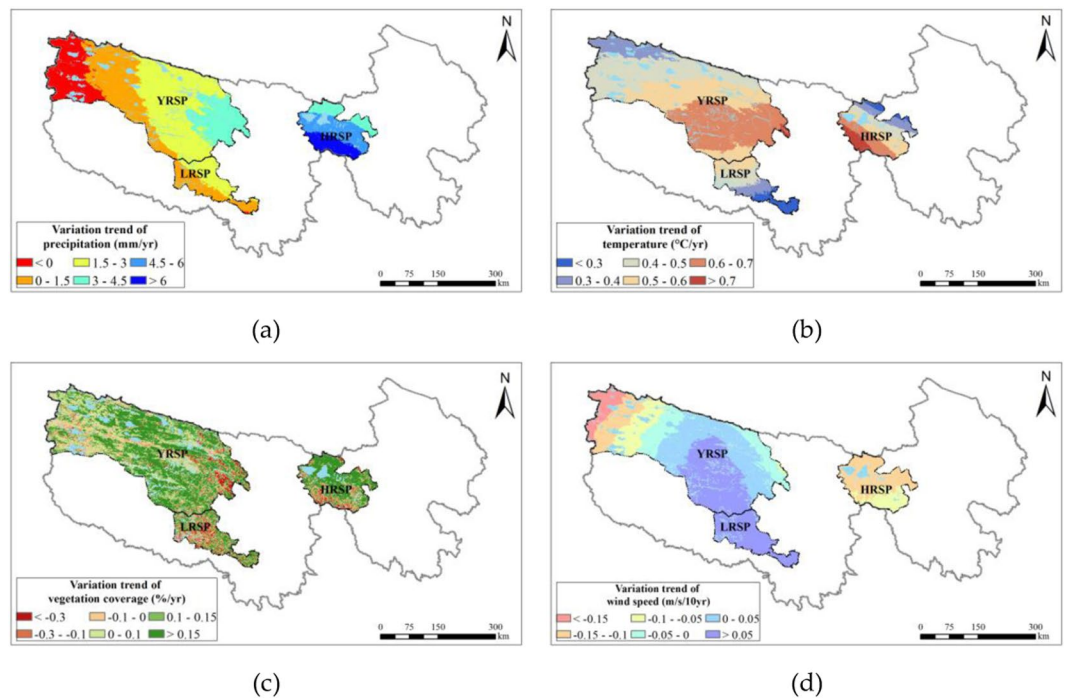 N
YRSP
HRSP
LRSP
Variation trend of
precipitation (mm/yr)
< 0 1.5 - 3 4.5 - 6
0 - 1.5 3 - 4.5 > 6
0 75 150 300
km
(a)
N
YRSP
HRSP
LRSP
Variation trend of
temperature (°C/yr)
< 0.3 0.4 - 0.5 0.6 - 0.7
0.3 - 0.4 0.5 - 0.6 > 0.7
0 75 150 300
km
(b)
N
YRSP
HRSP
LRSP
Variation trend of
vegetation coverage (%/yr)
< -0.3 -0.1 - 0 0.1 - 0.15
-0.3 - -0.1 0 - 0.1 > 0.15
0 75 150 300
km
(c)
N
YRSP
HRSP
LRSP
Variation trend of
wind speed (m/s/10yr)
< -0.15 -0.1 - -0.05 0 - 0.05
-0.15 - -0.1 -0.05 - 0 > 0.05
0 75 150 300
km
(d)